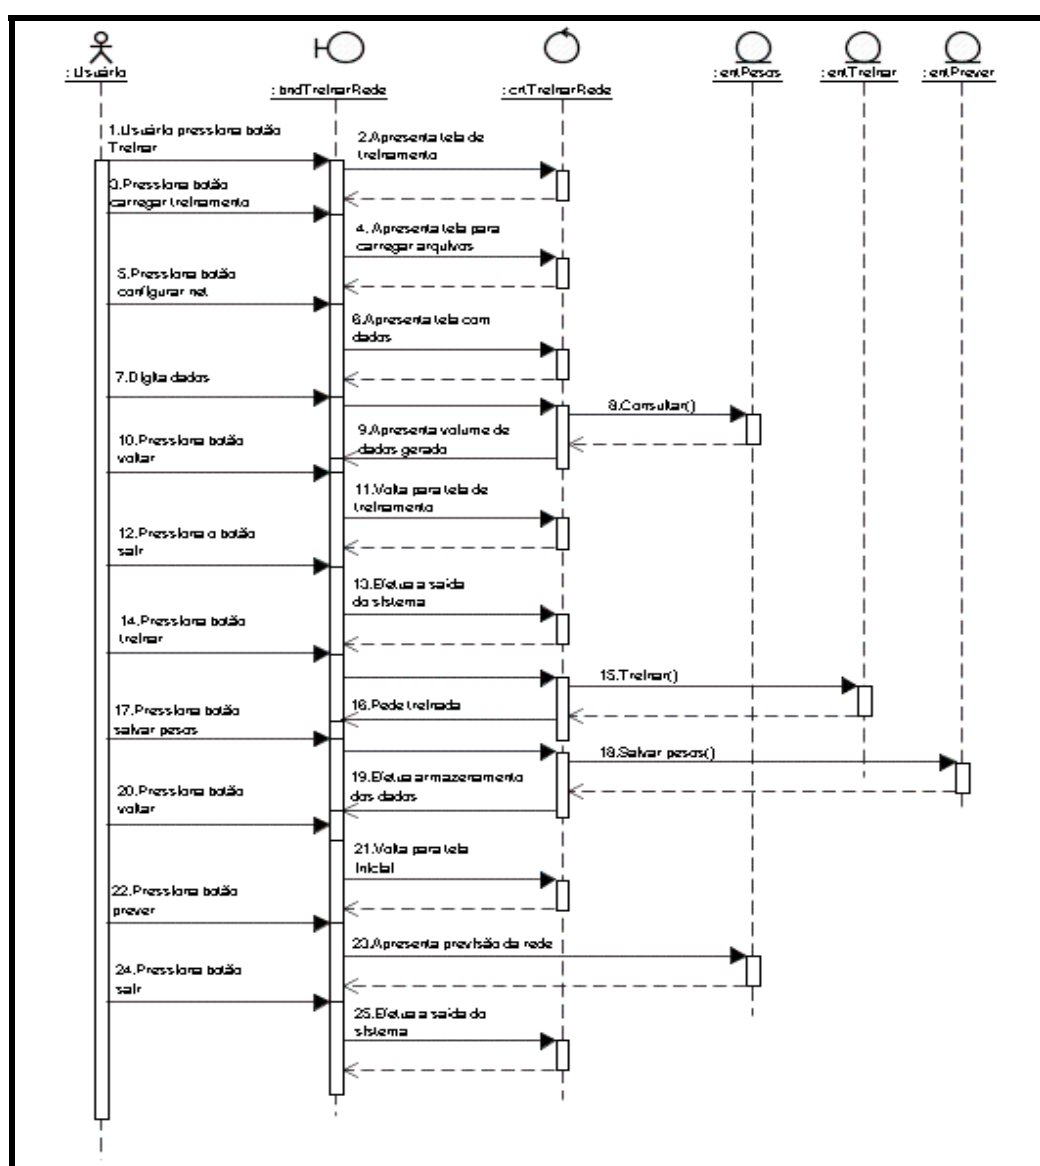 : Usuário
: bndTreinarRede
: crtTreinarRede
: entPesos
: entTreinar
: entPrever
1.Usuário pressiona botão
Treinar
2.Apresenta tela de
treinamento
3.Pressiona botão
carregar treinamento
4. Apresenta tela para
carregar arquivos
5.Pressiona botão
configurar net
6.Apresenta tela com
dados
7.Digita dados
8.Consultar()
9.Apresenta volume de
dados gerado
10.Pressiona botão
voltar
11.Volta para tela de
treinamento
12.Pressiona o botão
sair
13.Efetua a saída
do sistema
14.Pressiona botão
treinar
15.Treinar()
16.Rede treinada
17.Pressiona botão
salvar pesos
18.Salvar pesos()
19.Efetua armazenamento
dos dados
20.Pressiona botão
voltar
21.Volta para tela
inicial
22.Pressiona botão
prever
23.Apresenta previsão da rede
24.Pressiona botão
sair
25.Efetua a saída do
sistema